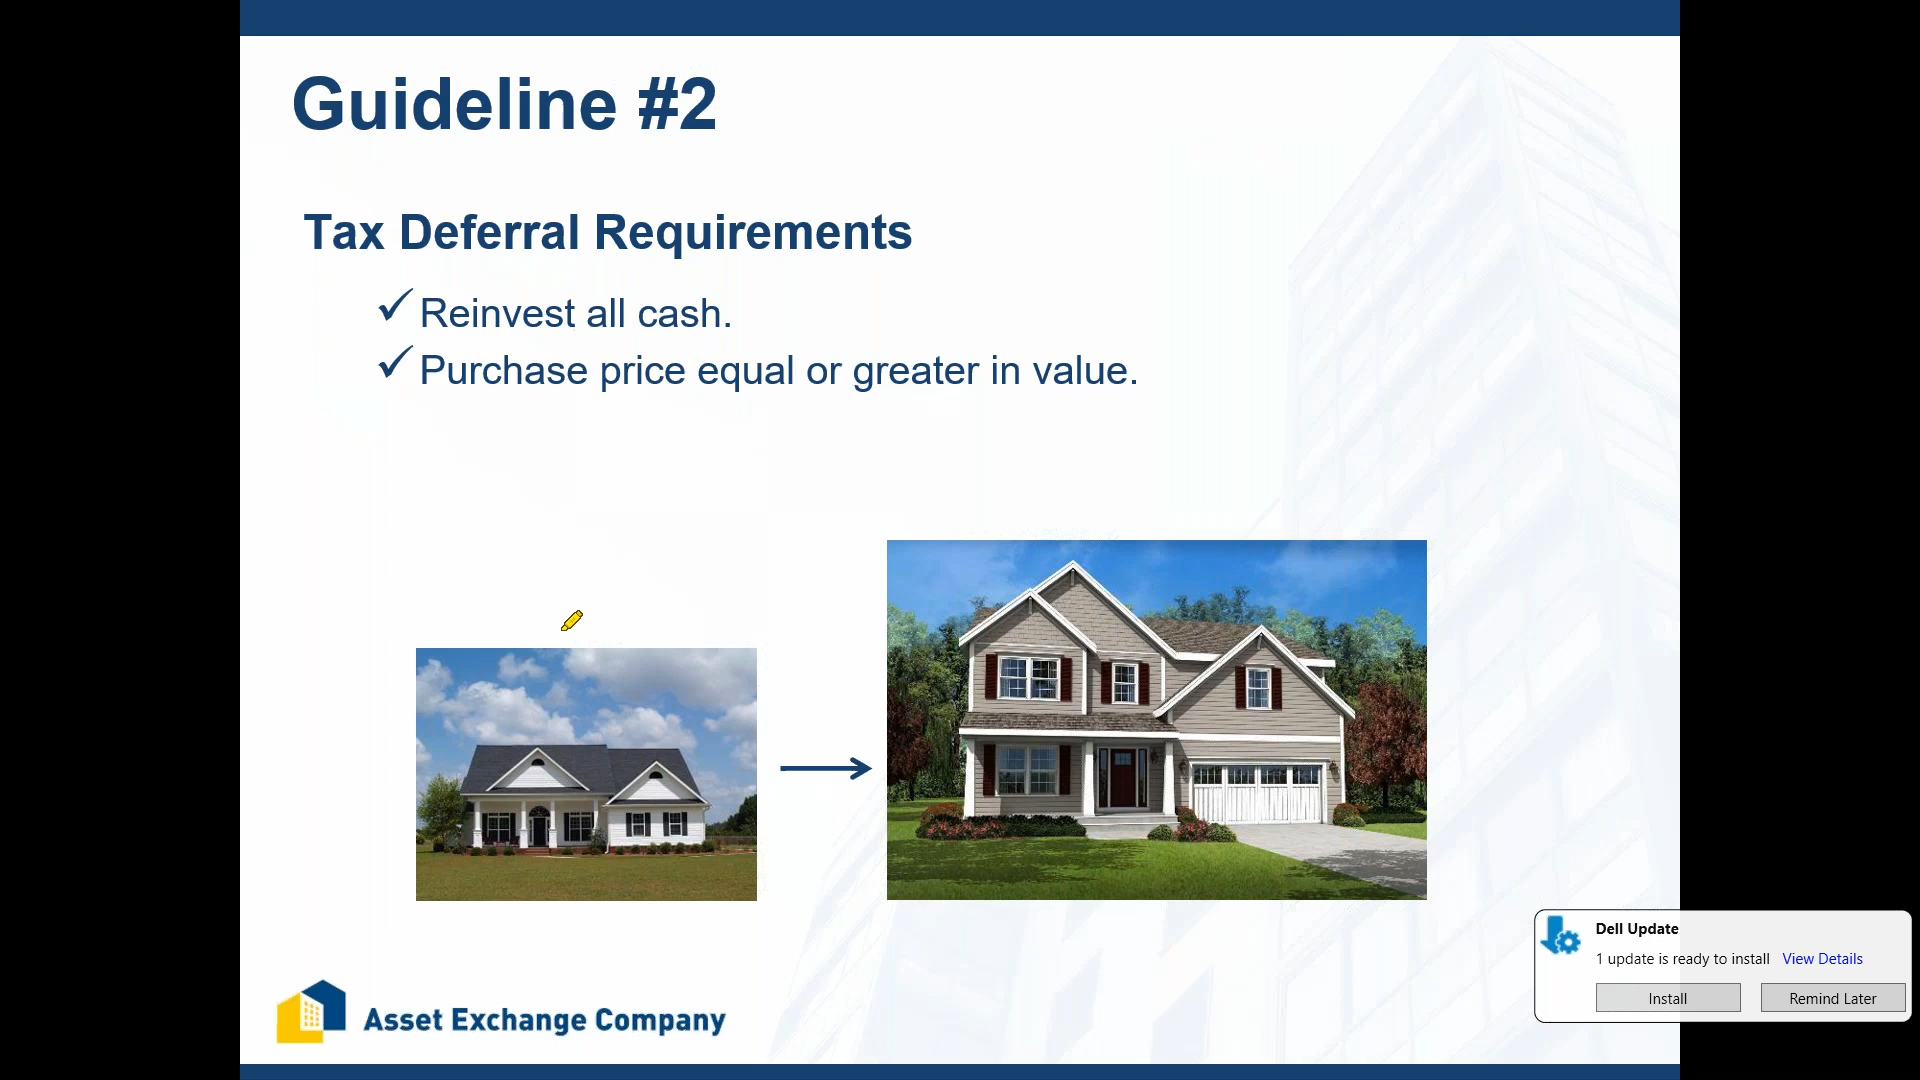 Guideline #2
Tax Deferral Requirements
Reinvest all cash.
Purchase price equal or greater in value.
Asset Exchange Company
Dell Update
1 update is ready to install View Details
Install Remind Later